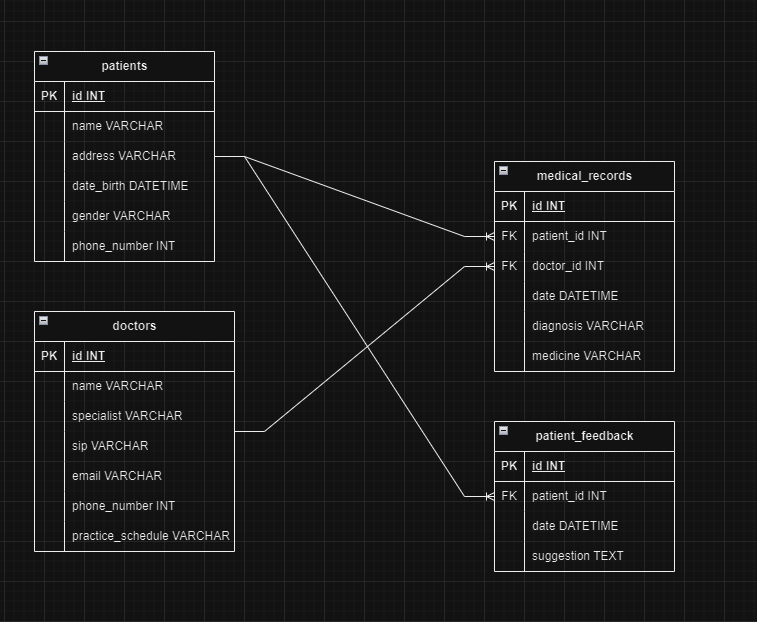 patients
PK id INT
name VARCHAR
address VARCHAR
date_birth DATETIME
gender VARCHAR
phone_number INT
doctors
PK id INT
name VARCHAR
specialist VARCHAR
sip VARCHAR
email VARCHAR
phone_number INT
practice_schedule VARCHAR
medical_records
PK id INT
FK patient_id INT
FK doctor_id INT
date DATETIME
diagnosis VARCHAR
medicine VARCHAR
patient_feedback
PK id INT
FK patient_id INT
date DATETIME
suggestion TEXT